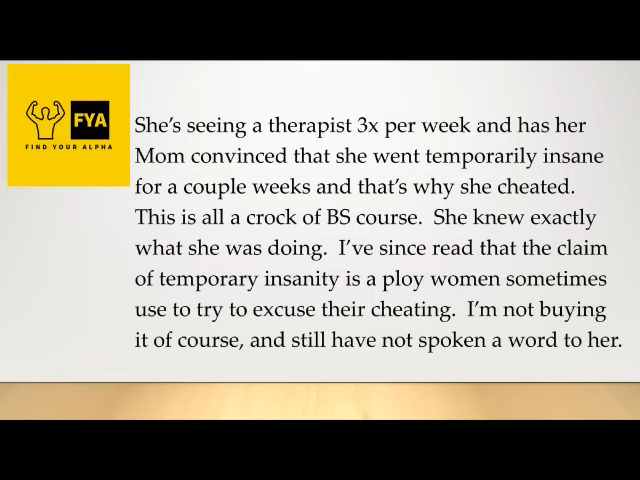 FYA
FIND YOUR ALPHA
She's seeing a therapist 3x per week and has her
Mom convinced that she went temporarily insane
for a couple weeks and that's why she cheated.
This is all a crock of BS course.  She knew exactly
what she was doing.  I've since read that the claim
of temporary insanity is a ploy women sometimes
use to try to excuse their cheating.  I'm not buying
it of course, and still have not spoken a word to her.